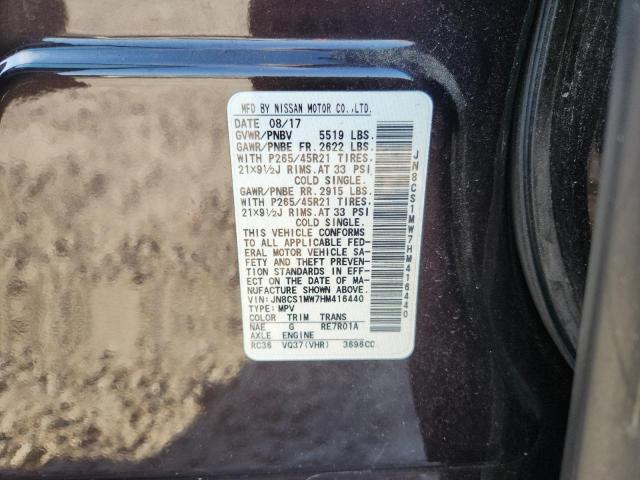 MFD BY NISSAN MOTOR CO.,LTD.
DATE 08/17
GVWR/PNBV 5519 LBS.
GAWR/PNBE FR. 2622 LBS.
WITH P265/45R21 TIRES.
21X9½J RIMS.AT 33 PSI
COLD SINGLE.
GAWR/PNBE RR. 2915 LBS.
WITH P265/45R21 TIRES.
21X9½J RIMS.AT 33 PSI
COLD SINGLE.
THIS VEHICLE CONFORMS
TO ALL APPLICABLE FED-
ERAL MOTOR VEHICLE SA-
FETY AND THEFT PREVENTI-
ON STANDARDS IN EFF-
ECT ON THE DATE OF MA-
NUFACTURE SHOWN ABOVE.
VIN:JN8CS1MW7HM416440
TYPE:MPV
COLOR TRIM TRANS
NAE G RE7R01A
AXLE ENGINE
RC36 VQ37(VHR) 3696CC
JN8CS1MW7HM416440